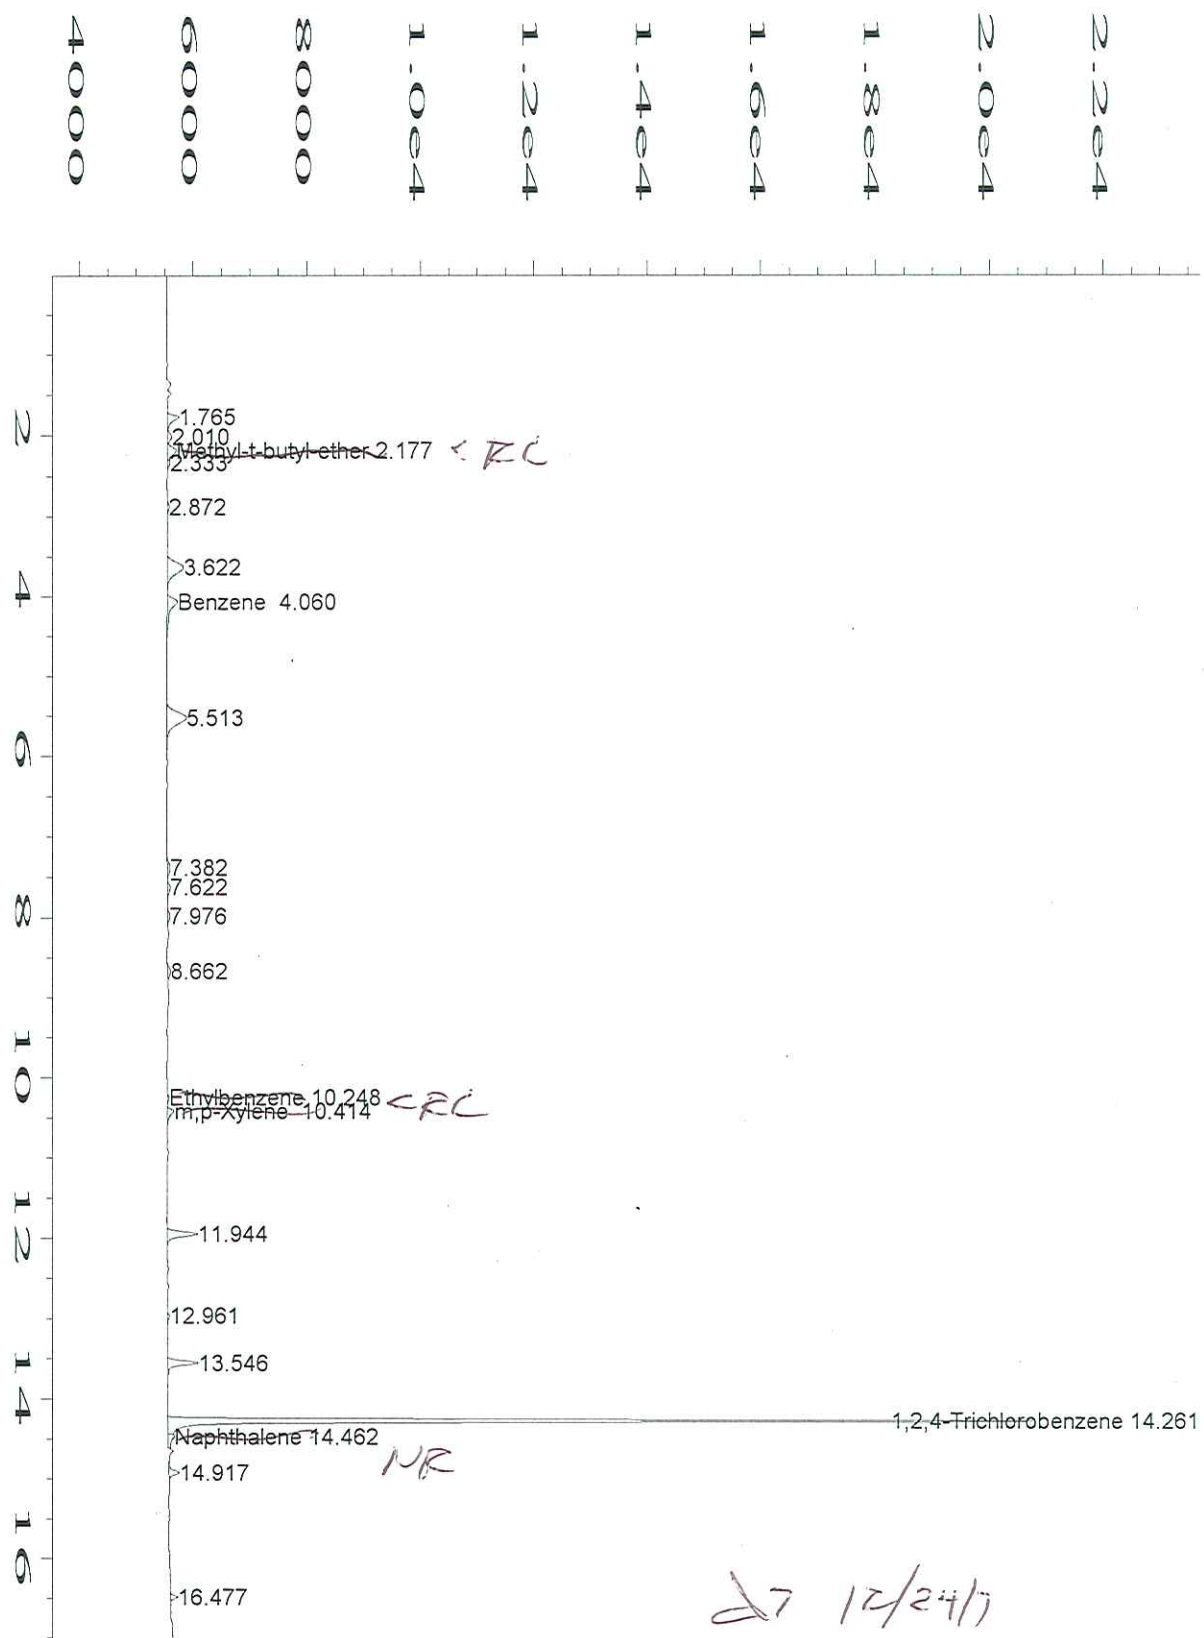 4000
6000
8000
1.0e4
1.2e4
1.4e4
1.6e4
1.8e4
2.0e4
2.2e4
1.765
2
2.010
Methyl-t-butyl-ether 2.177 < RL
2.333
2.872
3.622
4
Benzene 4.060
5.513
6
7.382
7.622
8
7.976
8.662
10
Ethylbenzene 10.248 < RL
m,p-Xylene 10.414
12
11.944
12.961
13.546
14
1,2,4-Trichlorobenzene 14.261
Naphthalene 14.462
NR
14.917
16
16.477
12/24/